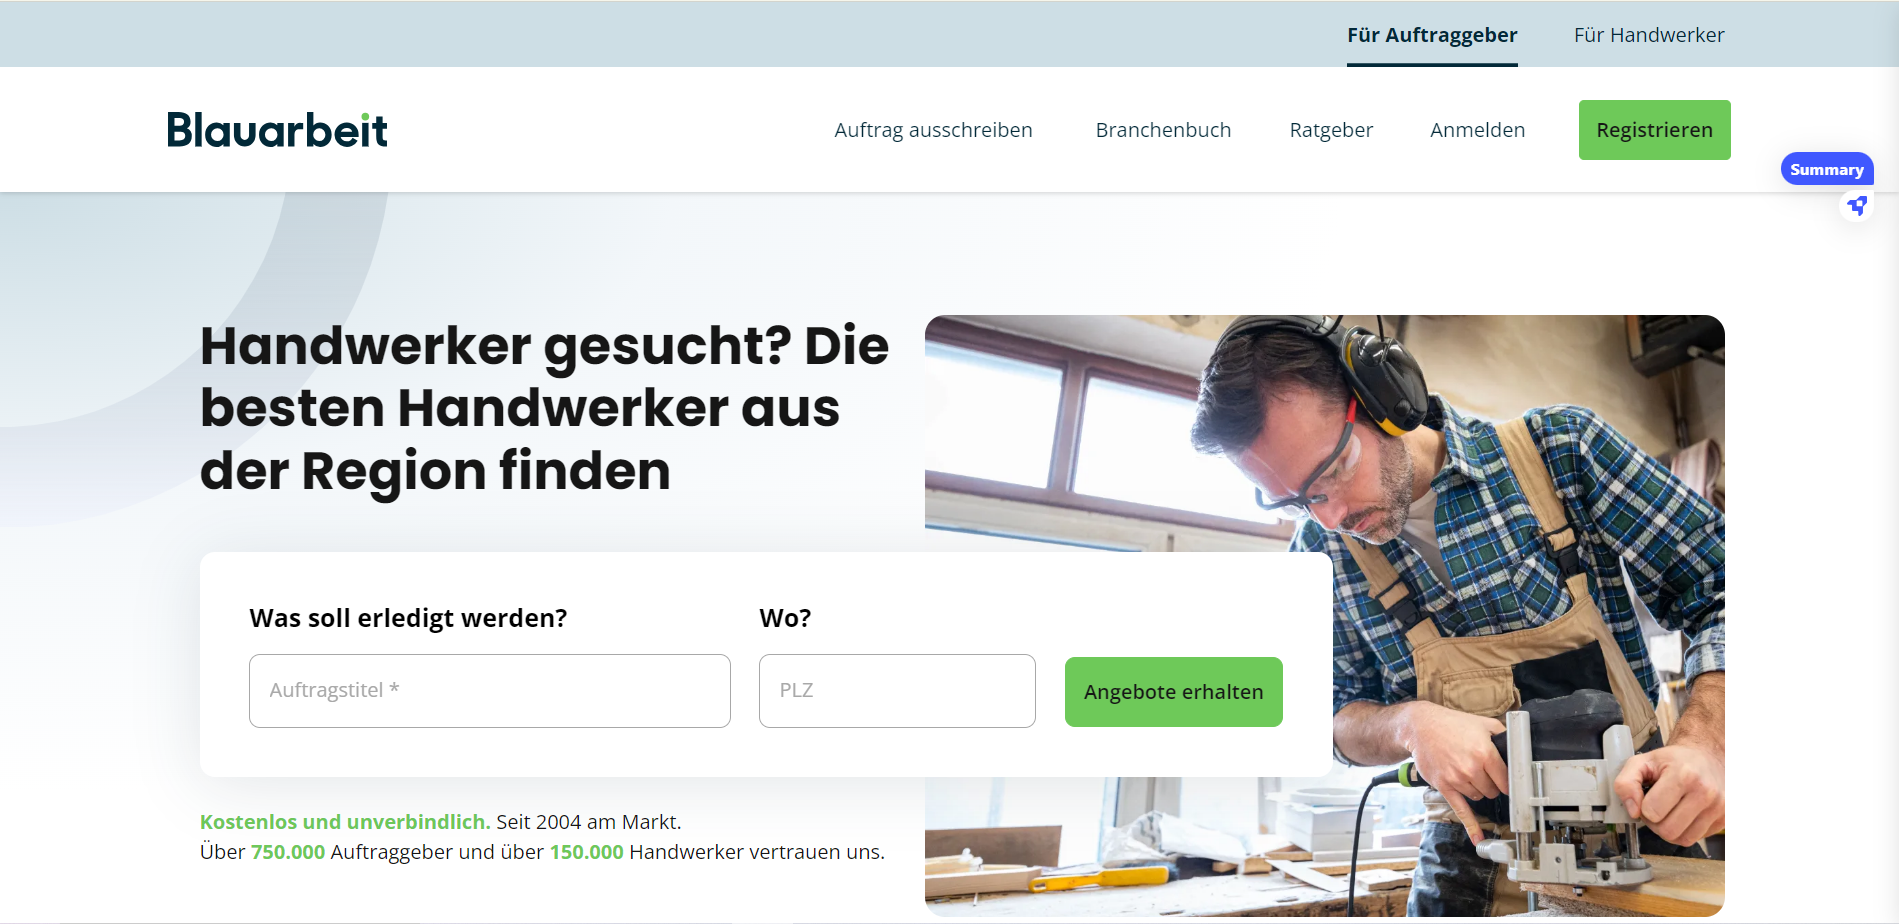 Für Auftraggeber
Für Handwerker
Blauarbeit
Auftrag ausschreiben
Branchenbuch
Ratgeber
Anmelden
Registrieren
Summary
Handwerker gesucht? Die
besten Handwerker aus
der Region finden
Was soll erledigt werden?
Wo?
Auftragstitel *
PLZ
Angebote erhalten
Kostenlos und unverbindlich. Seit 2004 am Markt.
Über 750.000 Auftraggeber und über 150.000 Handwerker vertrauen uns.